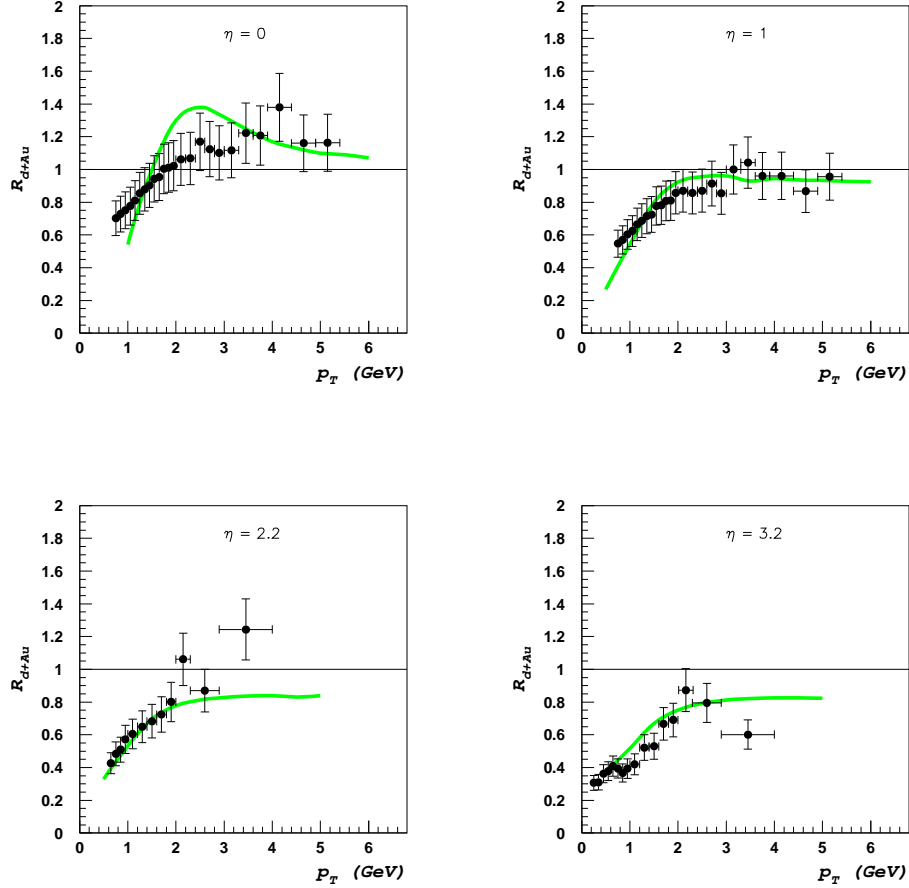 η = 0
R_{d+Au}
2
1.8
1.6
1.4
1.2
1
0.8
0.6
0.4
0.2
0
0 1 2 3 4 5 6
p_T (GeV)
η = 1
R_{d+Au}
2
1.8
1.6
1.4
1.2
1
0.8
0.6
0.4
0.2
0
0 1 2 3 4 5 6
p_T (GeV)
η = 2.2
R_{d+Au}
2
1.8
1.6
1.4
1.2
1
0.8
0.6
0.4
0.2
0
0 1 2 3 4 5 6
p_T (GeV)
η = 3.2
R_{d+Au}
2
1.8
1.6
1.4
1.2
1
0.8
0.6
0.4
0.2
0
0 1 2 3 4 5 6
p_T (GeV)